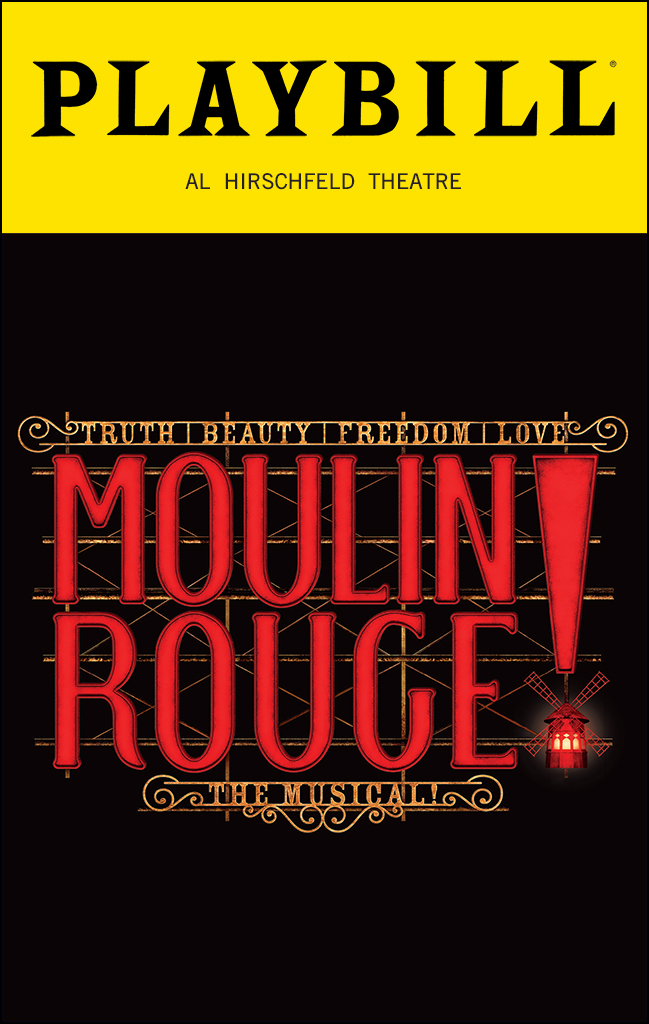 PLAYBILL®
AL HIRSCHFELD THEATRE
TRUTH | BEAUTY | FREEDOM | LOVE
MOULIN
ROUGE!
THE MUSICAL!